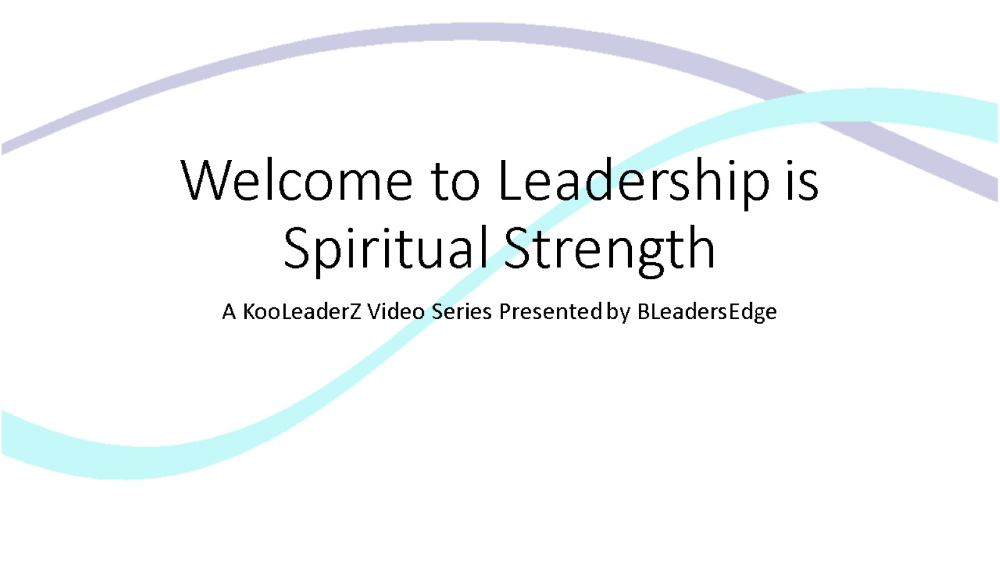 Welcome to Leadership is
Spiritual Strength
A KooLeaderZ Video Series Presented by BLeadersEdge